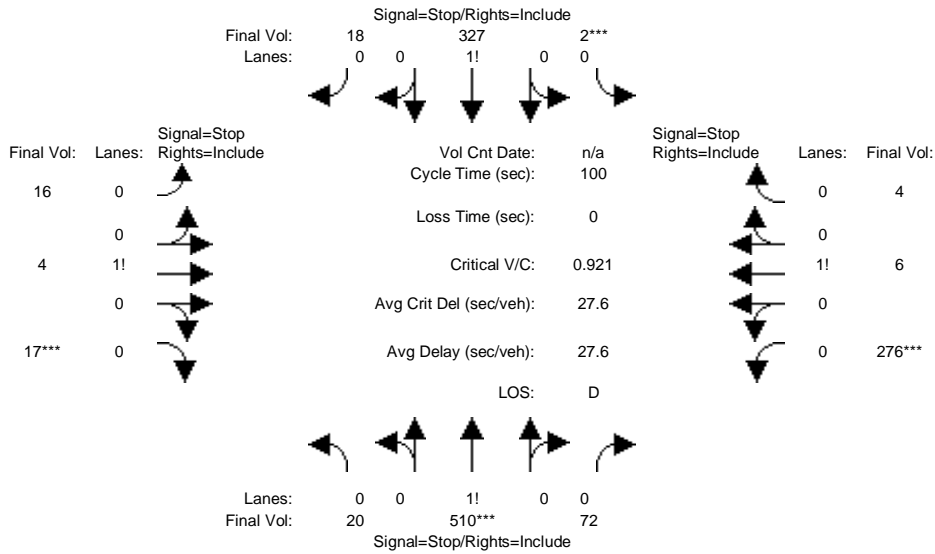 Signal=Stop/Rights=Include
Final Vol: 18 327 2***
Lanes: 0 0 1! 0 0
Signal=Stop Signal=Stop
Final Vol: Lanes: Rights=Include Vol Cnt Date: n/a Rights=Include Lanes: Final Vol:
Cycle Time (sec): 100
16 0 0 4
Loss Time (sec): 0
0 0
4 1! Critical V/C: 0.921 1! 6
0 Avg Crit Del (sec/veh): 27.6 0
17*** 0 Avg Delay (sec/veh): 27.6 0 276***
LOS: D
Lanes: 0 0 1! 0 0
Final Vol: 20 510*** 72
Signal=Stop/Rights=Include